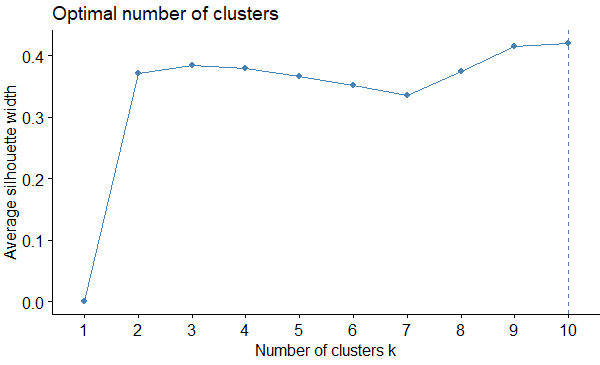 Optimal number of clusters
0.4
0.3
0.2
0.1
0.0
Average silhouette width
1 2 3 4 5 6 7 8 9 10
Number of clusters k